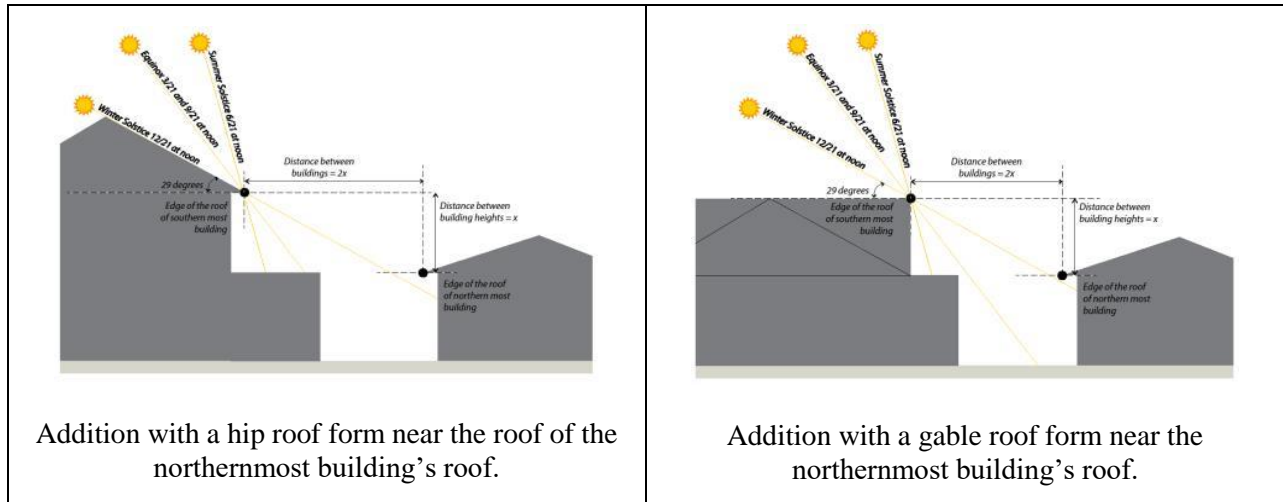 Winter Solstice 12/21 at noon
Equinox 3/21 and 9/21 at noon
Summer Solstice 6/21 at noon
Distance between
buildings = 2x
29 degrees
Edge of the roof
of southern most
building
Distance between
building heights = x
Edge of the roof
of northern most
building
Addition with a hip roof form near the roof of the
northernmost building’s roof.
Winter Solstice 12/21 at noon
Equinox 3/21 and 9/21 at noon
Summer Solstice 6/21 at noon
Distance between
buildings = 2x
29 degrees
Edge of the roof
of southern most
building
Distance between
building heights = x
Edge of the roof
of northern most
building
Addition with a gable roof form near the
northernmost building’s roof.